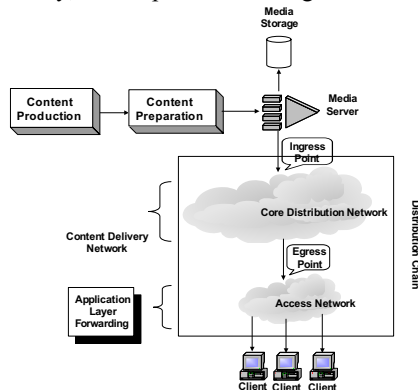 Media
Storage
Content
Production
Content
Preparation
Media
Server
Ingress
Point
Core Distribution Network
Content Delivery
Network
Egress
Point
Distribution Chain
Application
Layer
Forwarding
Access Network
Client Client Client